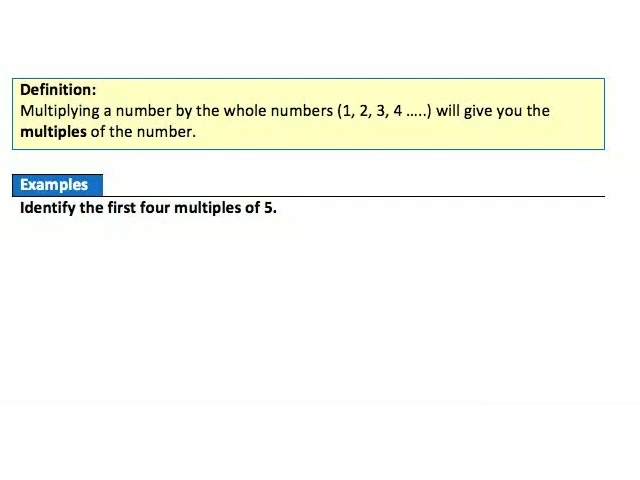 Definition:
Multiplying a number by the whole numbers (1, 2, 3, 4 .....) will give you the
multiples of the number.
Examples
Identify the first four multiples of 5.